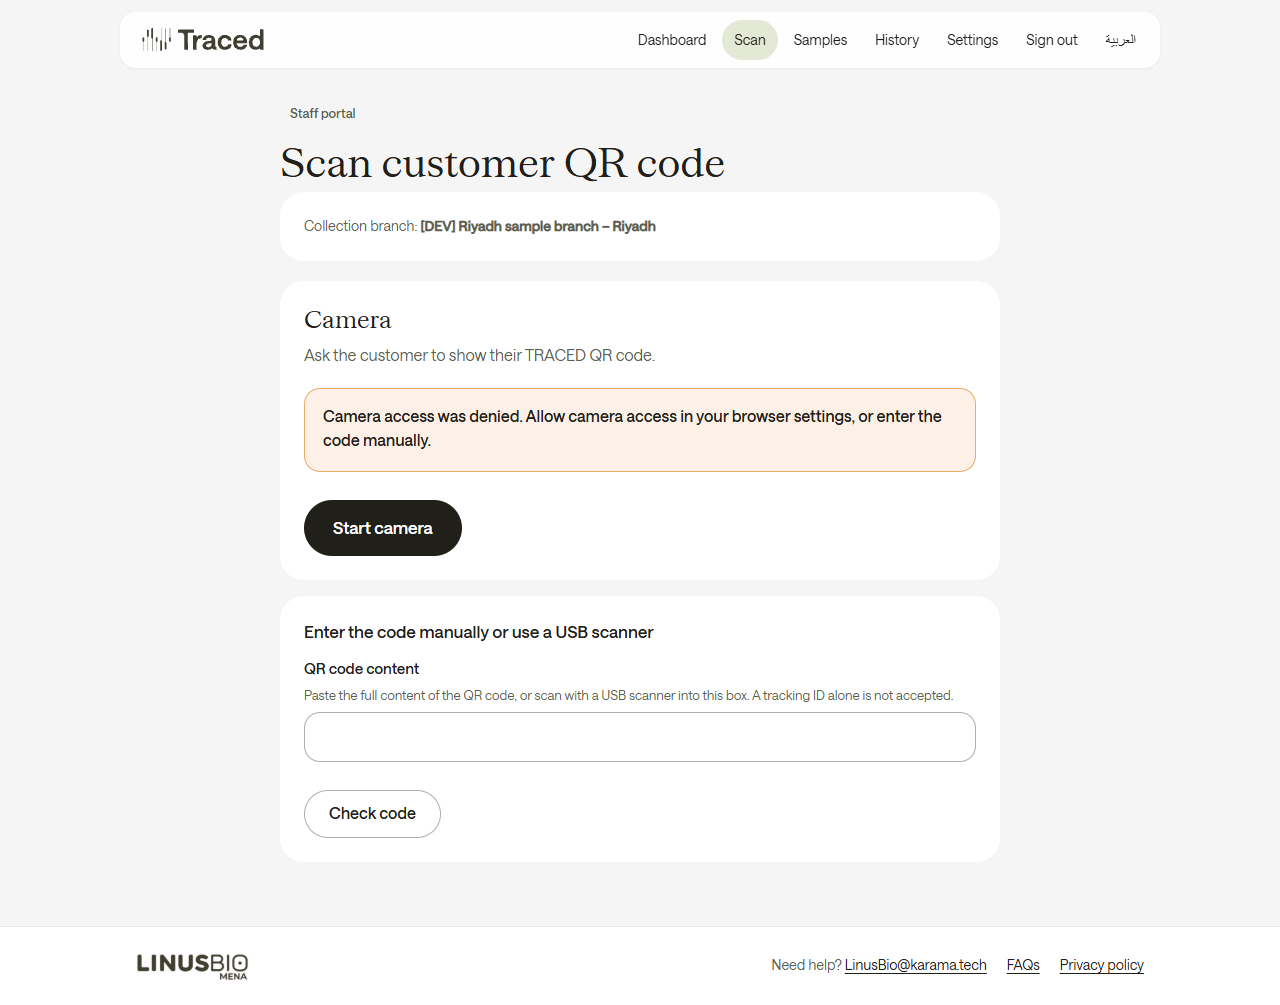 Traced
Dashboard
Scan
Samples
History
Settings
Sign out
العربية
Staff portal
Scan customer QR code
Collection branch: [DEV] Riyadh sample branch – Riyadh
Camera
Ask the customer to show their TRACED QR code.
Camera access was denied. Allow camera access in your browser settings, or enter the
code manually.
Start camera
Enter the code manually or use a USB scanner
QR code content
Paste the full content of the QR code, or scan with a USB scanner into this box. A tracking ID alone is not accepted.
Check code
LINUSBIO
MENA
Need help? LinusBio@karama.tech
FAQs
Privacy policy